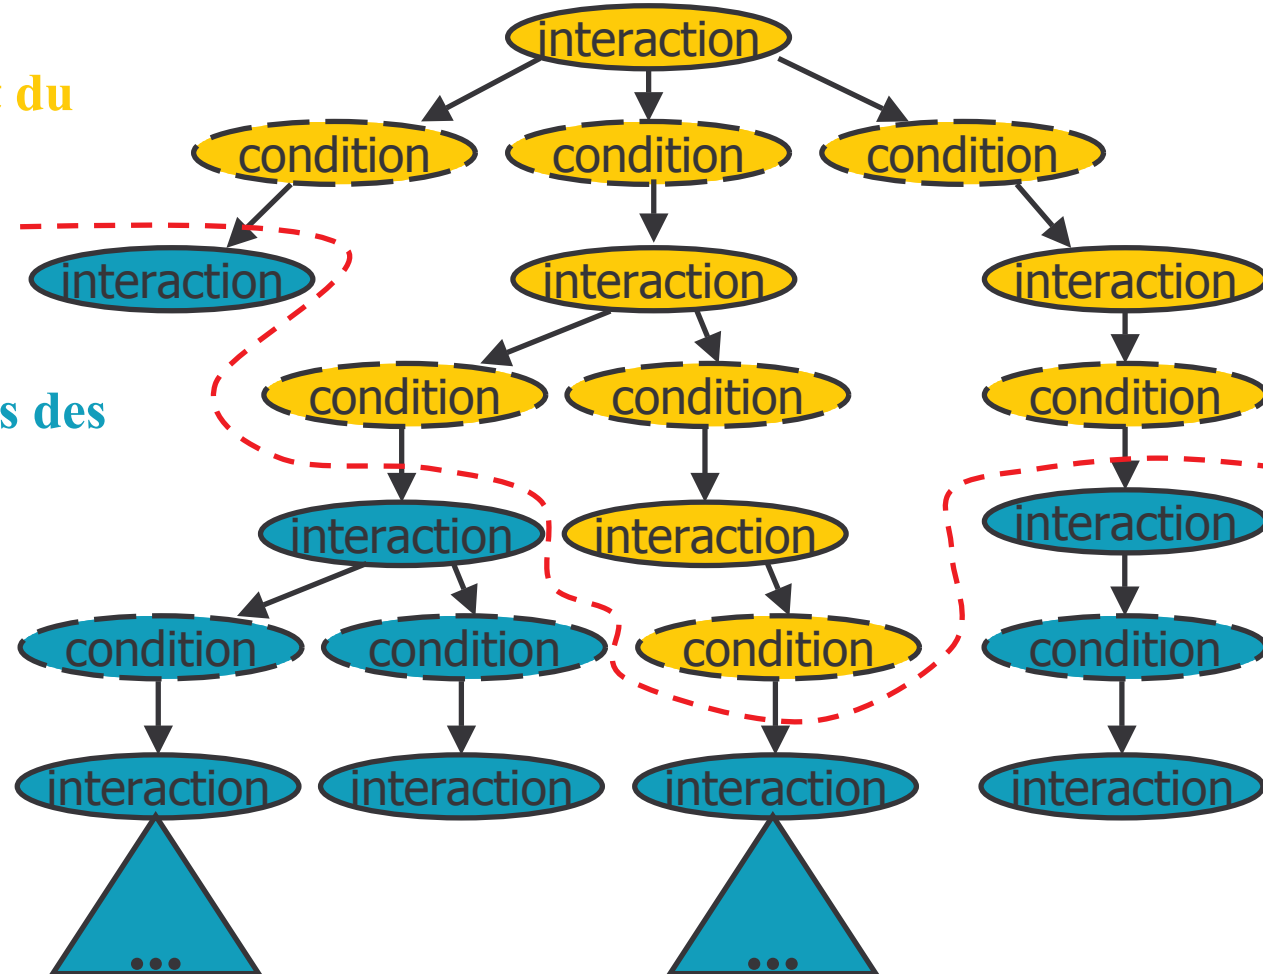 interaction
du
condition condition condition
interaction interaction interaction
condition condition condition
s des
interaction interaction interaction
condition condition condition condition
interaction interaction interaction interaction
... ...